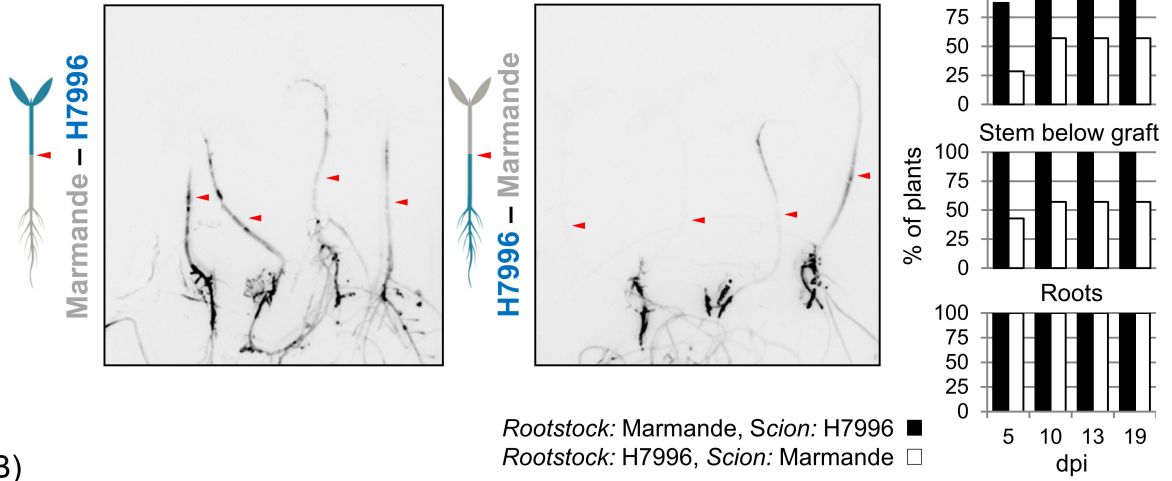 Marmande – H7996
H7996 – Marmande
% of plants
75
50
25
0
Stem below graft
100
75
50
25
0
Roots
100
75
50
25
0
5 10 13 19
dpi
Rootstock: Marmande, Scion: H7996
Rootstock: H7996, Scion: Marmande
3)